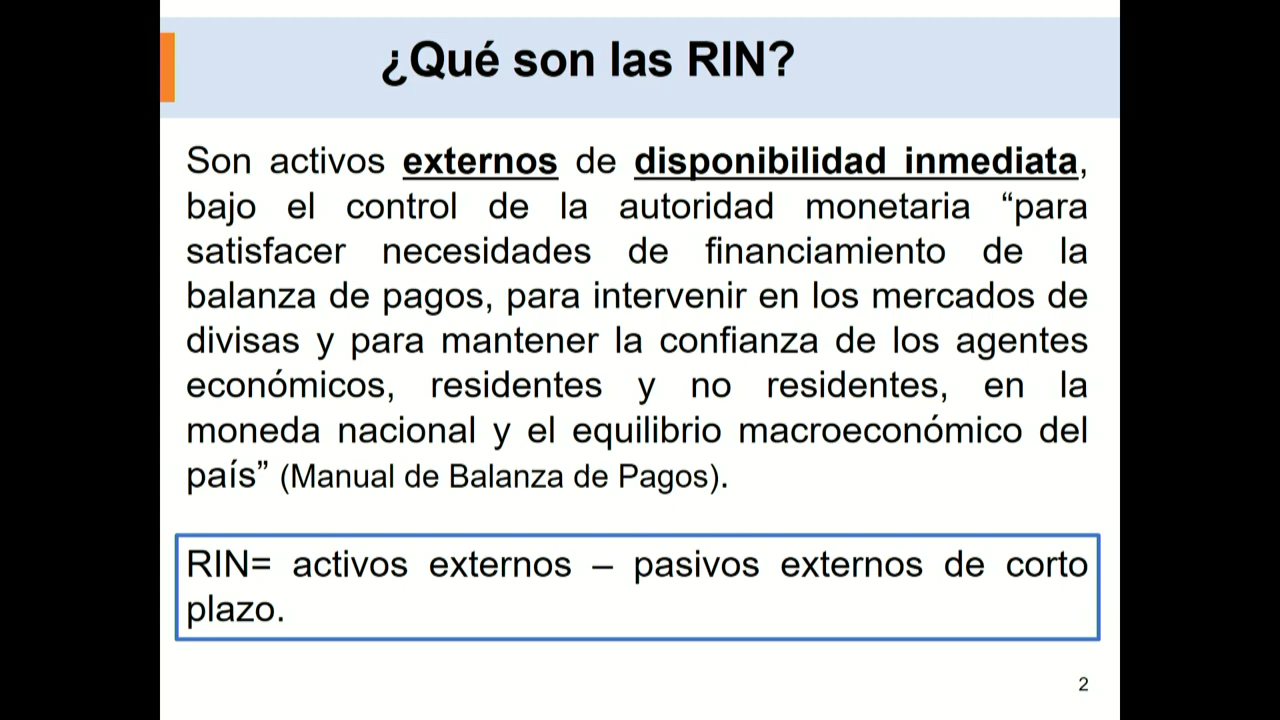 ¿Qué son las RIN?
Son activos externos de disponibilidad inmediata,
bajo el control de la autoridad monetaria “para
satisfacer necesidades de financiamiento de la
balanza de pagos, para intervenir en los mercados de
divisas y para mantener la confianza de los agentes
económicos, residentes y no residentes, en la
moneda nacional y el equilibrio macroeconómico del
país” (Manual de Balanza de Pagos).
RIN= activos externos – pasivos externos de corto
plazo.
2